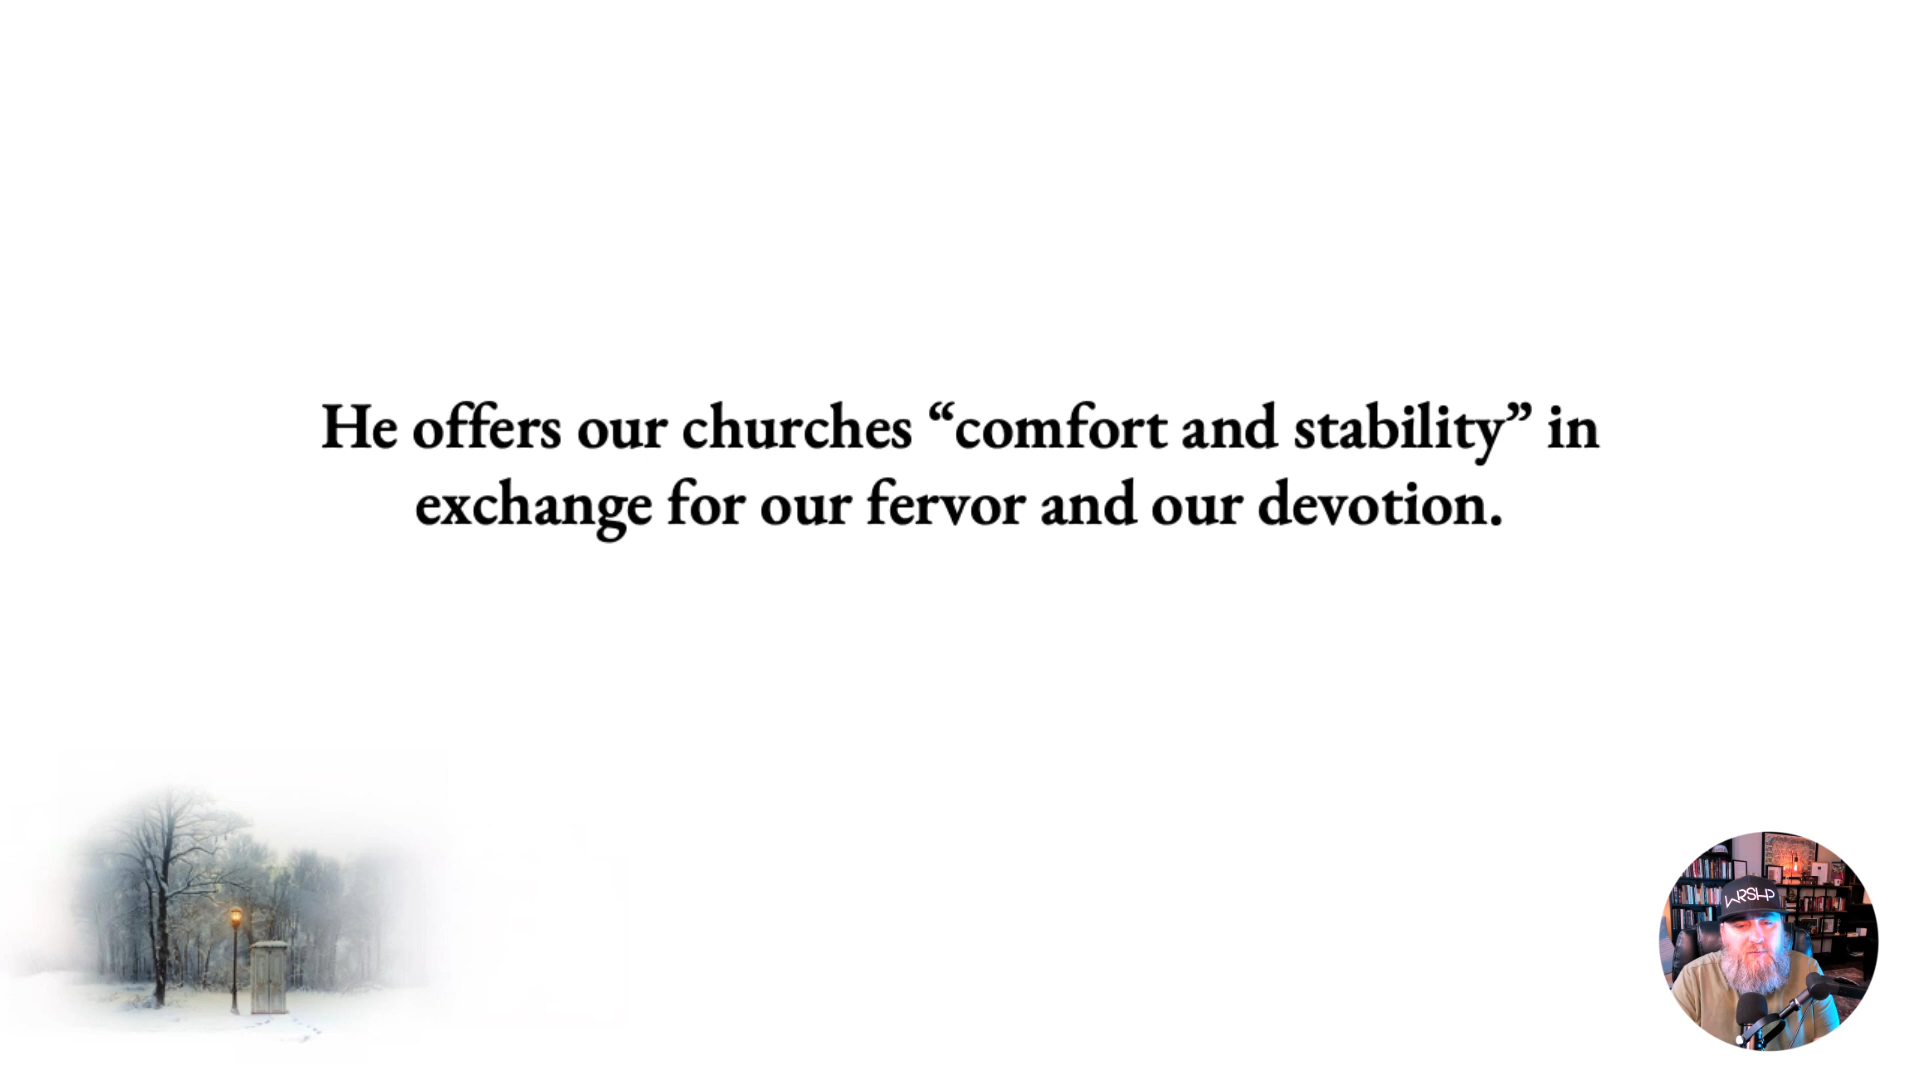 He offers our churches “comfort and stability” in
exchange for our fervor and our devotion.
WRSHP